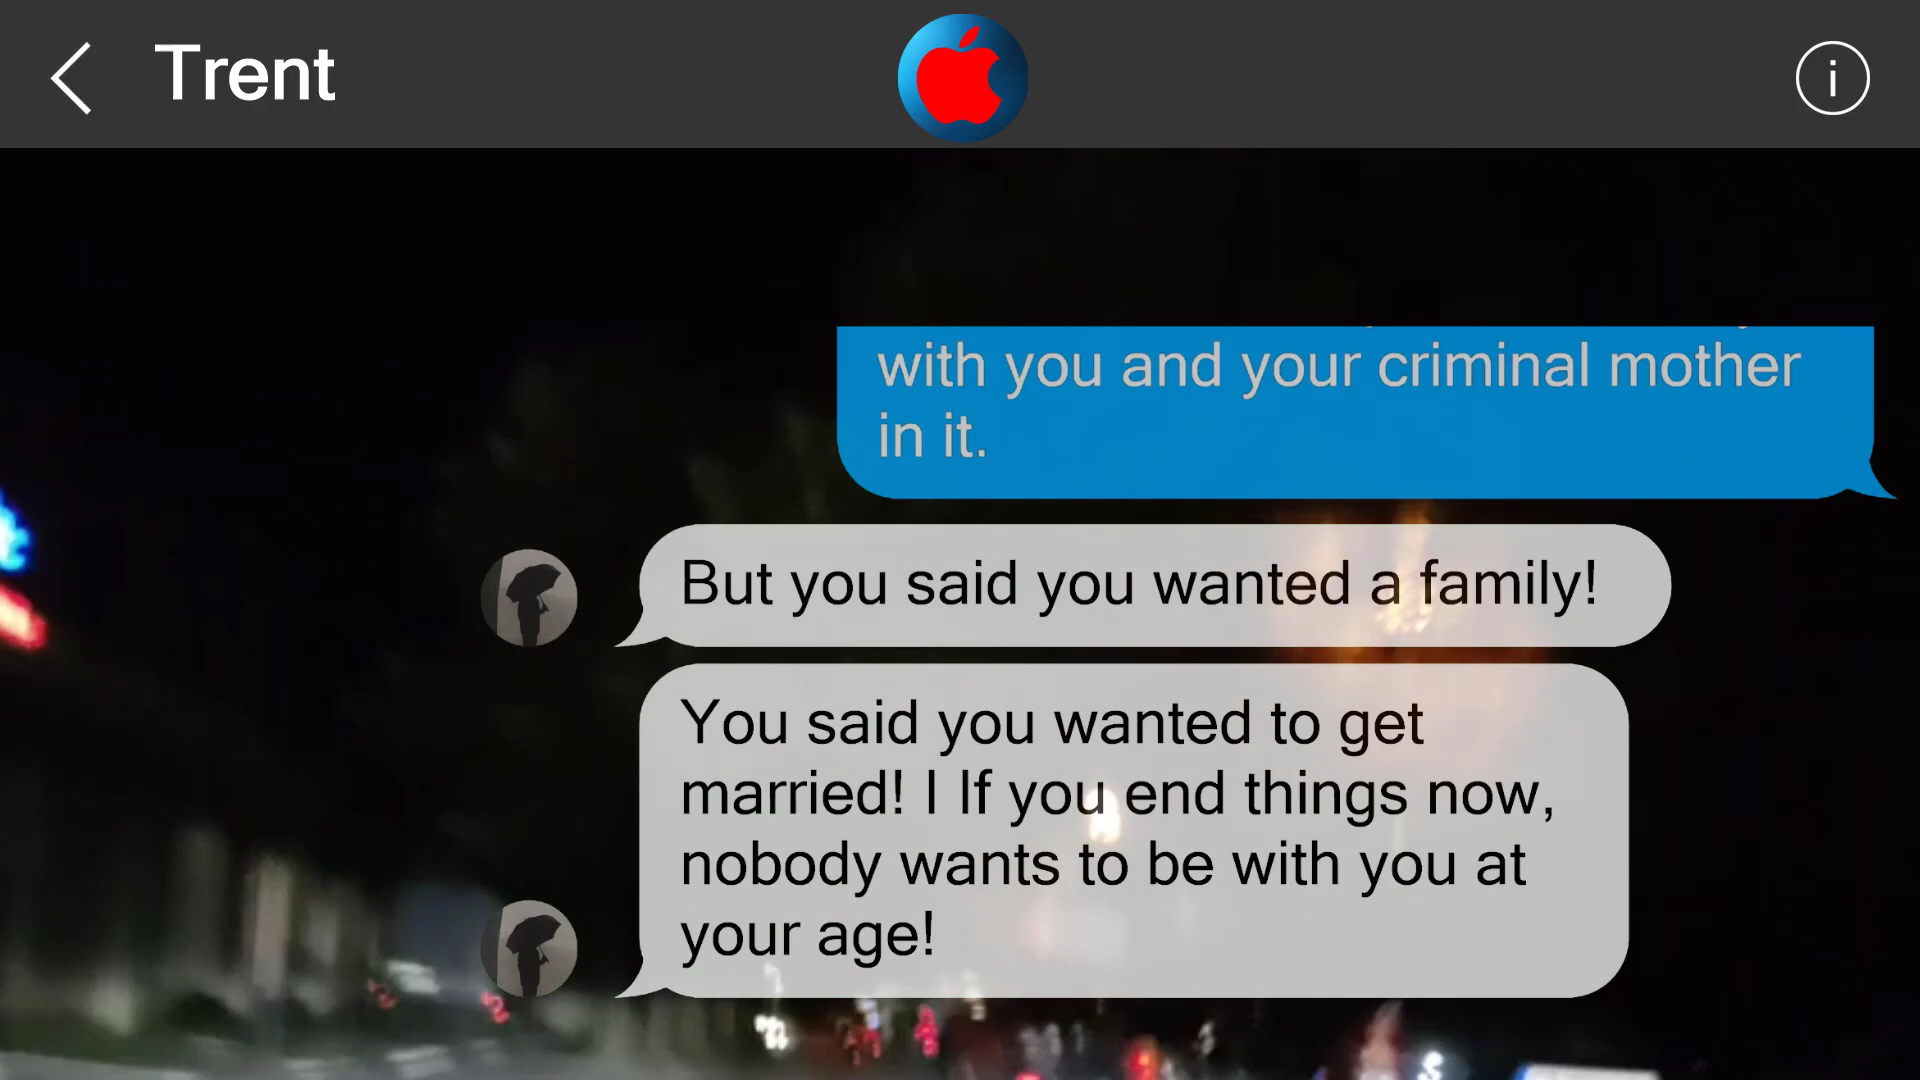 Trent
with you and your criminal mother
in it.
But you said you wanted a family!
You said you wanted to get
married! I If you end things now,
nobody wants to be with you at
your age!